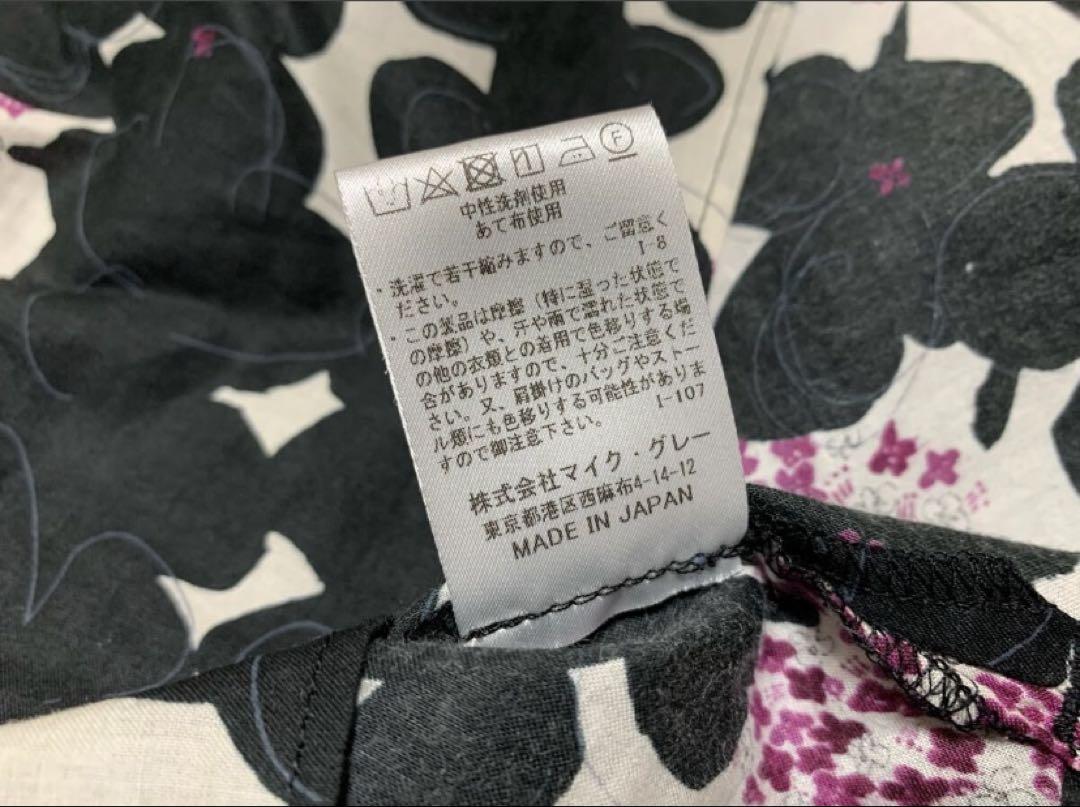 F
中性洗剤使用
あて布使用
・洗濯で若干縮みますので、ご留意く
ださい。 I-8
・この製品は摩擦（特に湿った状態で
の摩擦）や、汗や雨で濡れた状態で
の他の衣類との着用で色移りする場
合がありますので、十分ご注意くだ
さい。又、肩掛けのバッグやストー
ル類にも色移りする可能性がありま
すので御注意下さい。 I-107
株式会社マイク・グレー
東京都港区西麻布4-14-12
MADE IN JAPAN